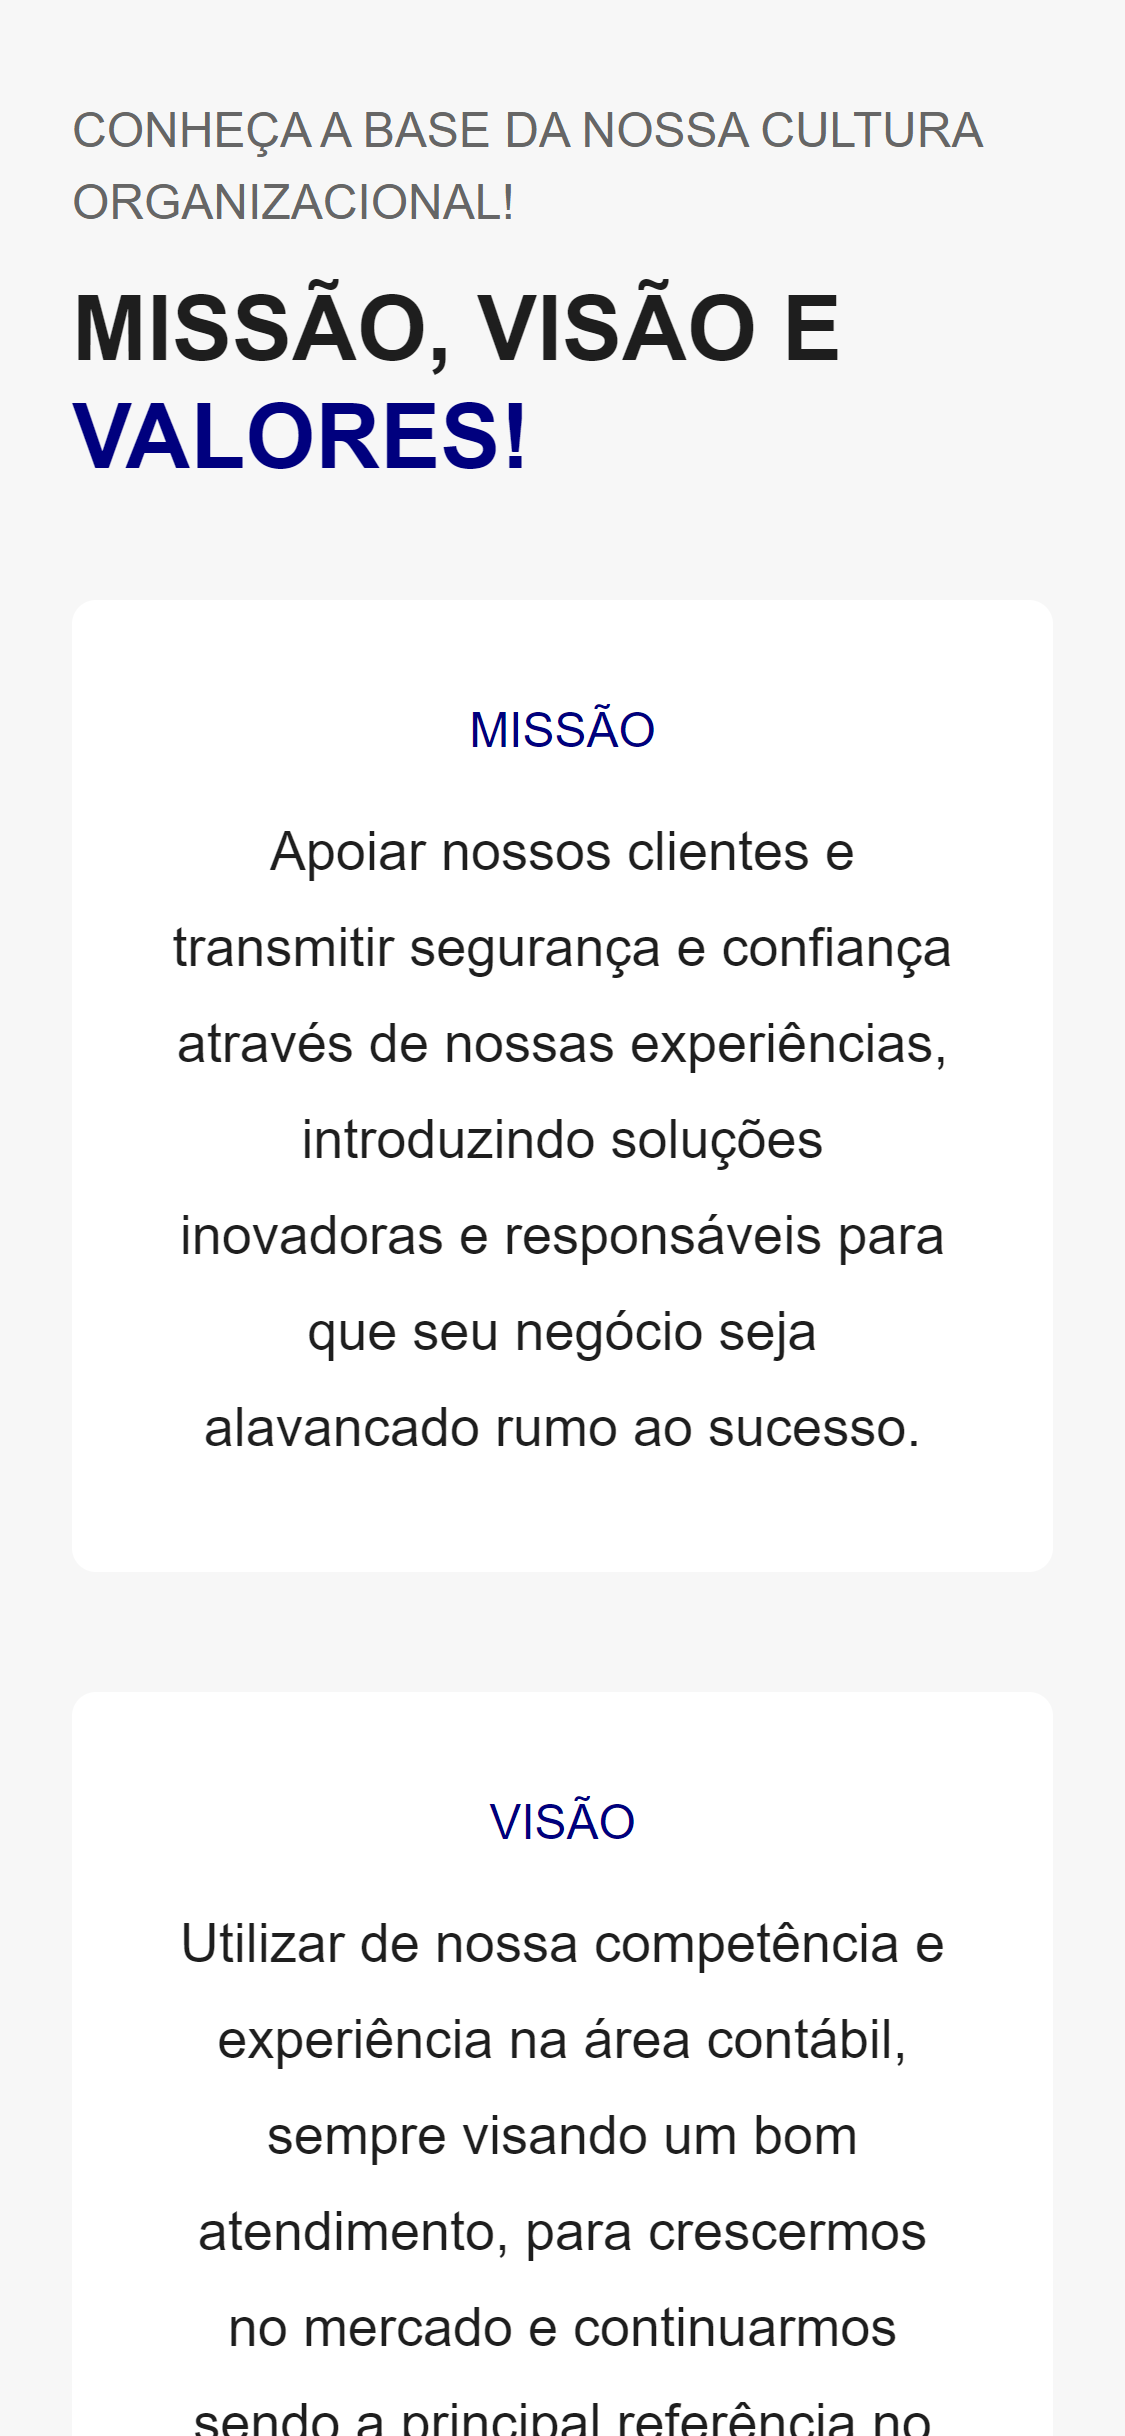 CONHEÇA A BASE DA NOSSA CULTURA
ORGANIZACIONAL!
MISSÃO, VISÃO E
VALORES!
MISSÃO
Apoiar nossos clientes e
transmitir segurança e confiança
através de nossas experiências,
introduzindo soluções
inovadoras e responsáveis para
que seu negócio seja
alavancado rumo ao sucesso.
VISÃO
Utilizar de nossa competência e
experiência na área contábil,
sempre visando um bom
atendimento, para crescermos
no mercado e continuarmos
sendo a principal referência no